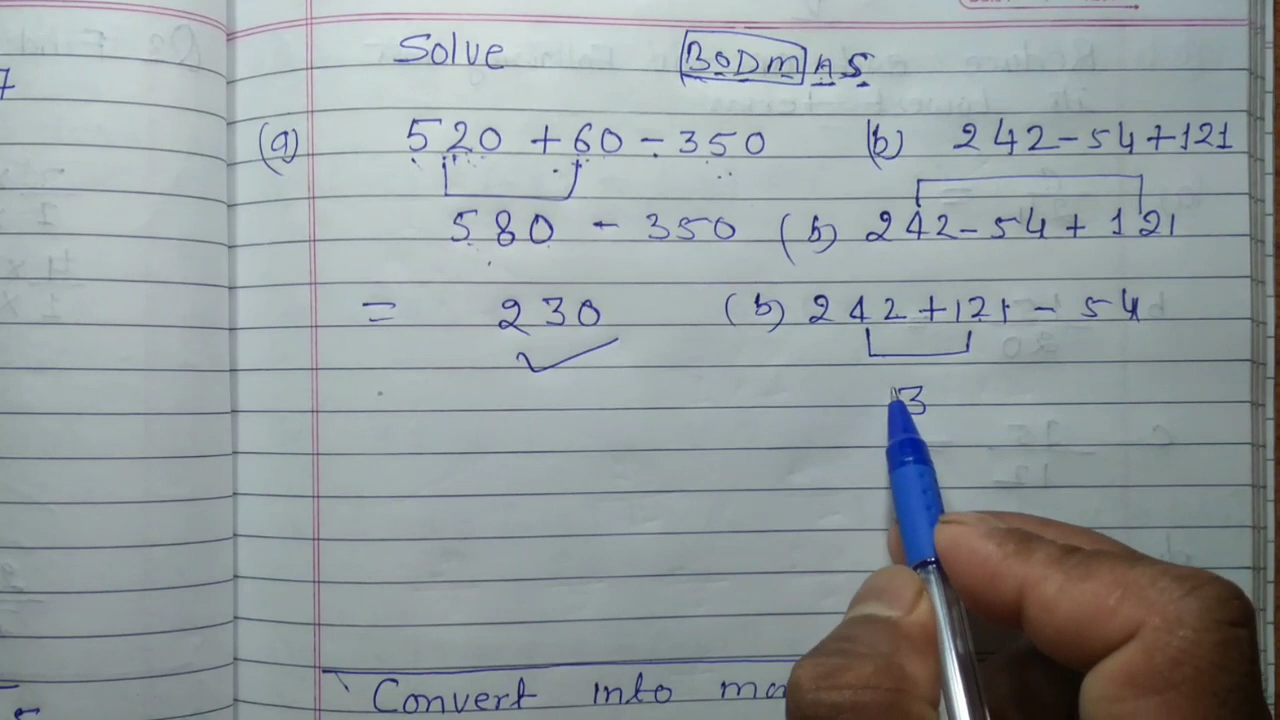 Solve BODMAS
(a) 520 + 60 - 350 (b) 242 - 54 + 121
580 - 350 (b) 242 - 54 + 121
= 230 (b) 242 + 121 - 54
3
Convert into
7